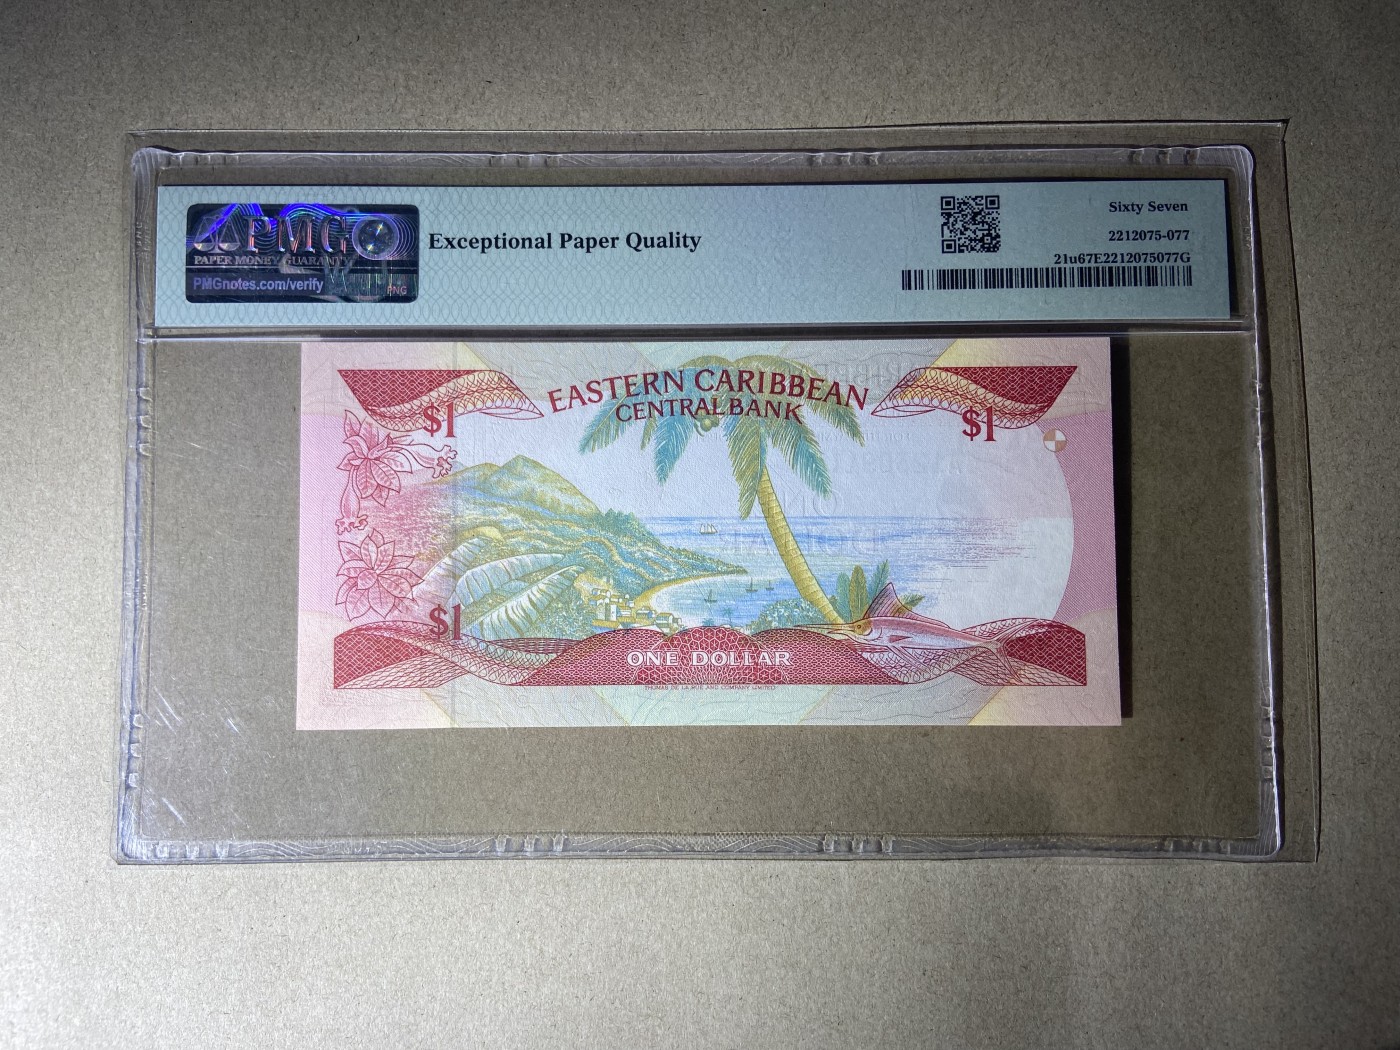 PMG
PAPER MONEY GUARANTY
PMGnotes.com/verify
PNG
Exceptional Paper Quality
Sixty Seven
2212075-077
21u67E2212075077G
EASTERN CARIBBEAN
CENTRAL BANK
$1
$1
$1
ONE DOLLAR
THOMAS DE LA RUE AND COMPANY LIMITED